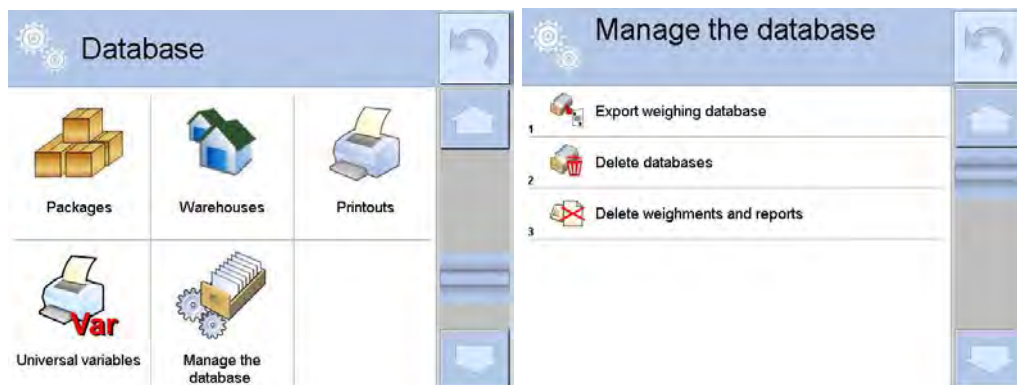 Database
Packages
Warehouses
Printouts
Var
Universal variables
Manage the
database
Manage the database
1 Export weighing database
2 Delete databases
3 Delete weighments and reports